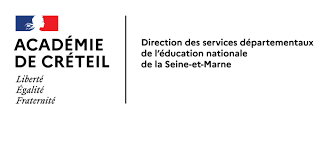 ACADÉMIE
DE CRÉTEIL
Liberté
Égalité
Fraternité
Direction des services départementaux
de l'éducation nationale
de la Seine-et-Marne